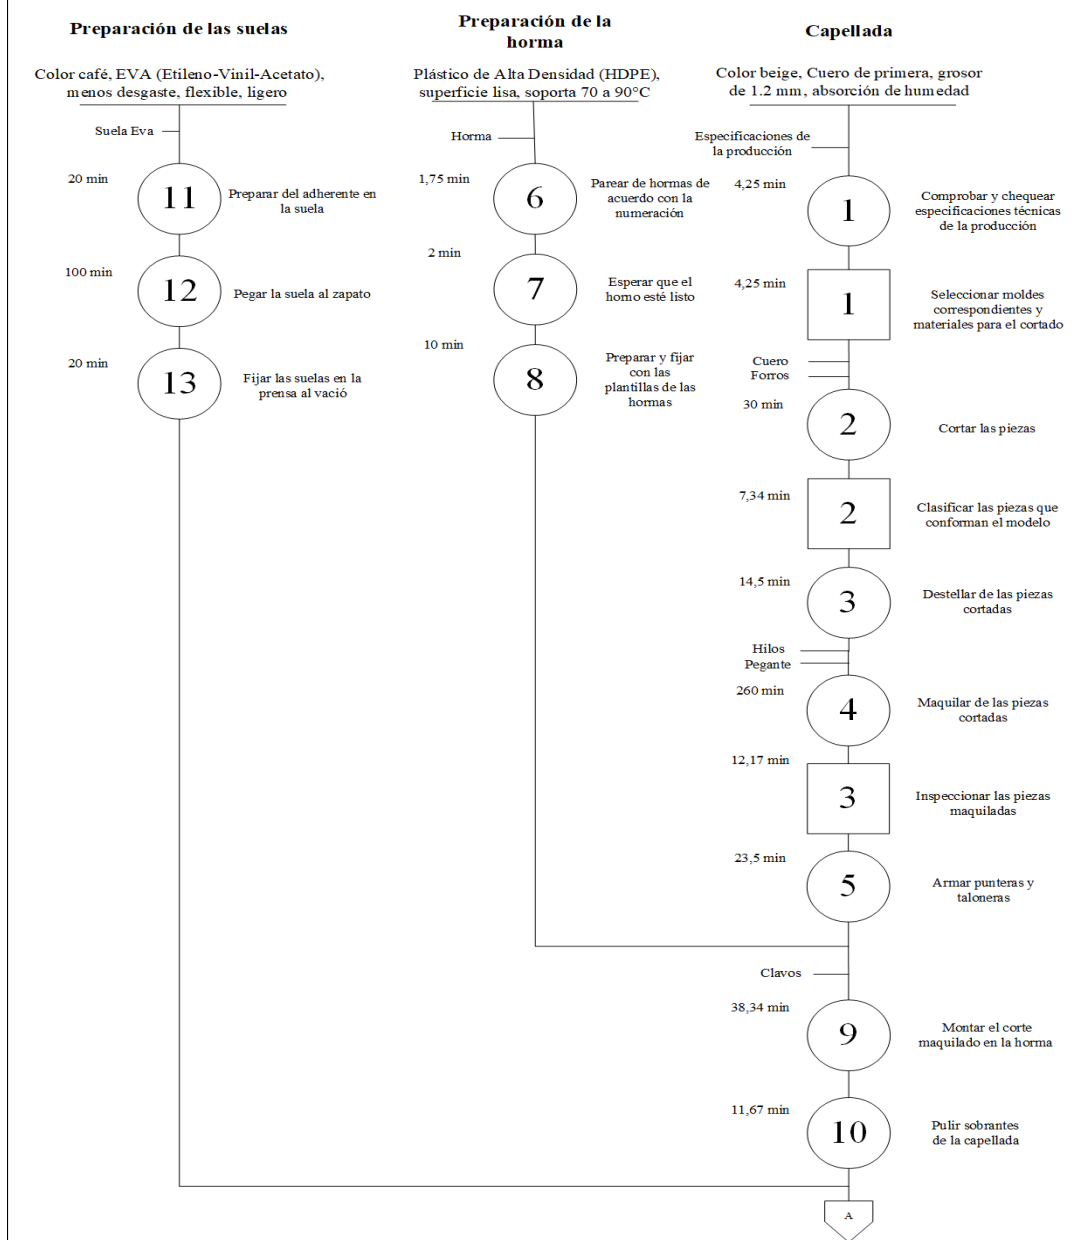 Preparación de las suelas
Color café, EVA (Etileno-Vinil-Acetato),
menos desgaste, flexible, ligero
Suela Eva
20 min
11
Preparar del adherente en
la suela
100 min
12
Pegar la suela al zapato
20 min
13
Fijar las suelas en la
prensa al vació
Preparación de la
horma
Plástico de Alta Densidad (HDPE),
superficie lisa, soporta 70 a 90°C
Horma
1,75 min
6
Parear de hormas de
acuerdo con la
numeración
2 min
7
Esperar que el
horno esté listo
10 min
8
Preparar y fijar
con las
plantillas de las
hormas
Capellada
Color beige, Cuero de primera, grosor
de 1.2 mm, absorción de humedad
Especificaciones de
la producción
4,25 min
1
Comprobar y chequear
especificaciones técnicas
de la producción
4,25 min
1
Seleccionar moldes
correspondientes y
materiales para el cortado
Cuero
Forros
30 min
2
Cortar las piezas
7,34 min
2
Clasificar las piezas que
conforman el modelo
14,5 min
3
Destellar de las piezas
cortadas
Hilos
Pegante
260 min
4
Maquilar de las piezas
cortadas
12,17 min
3
Inspeccionar las piezas
maquiladas
23,5 min
5
Armar punteras y
taloneras
Clavos
38,34 min
9
Montar el corte
maquilado en la horma
11,67 min
10
Pulir sobrantes
de la capellada
A